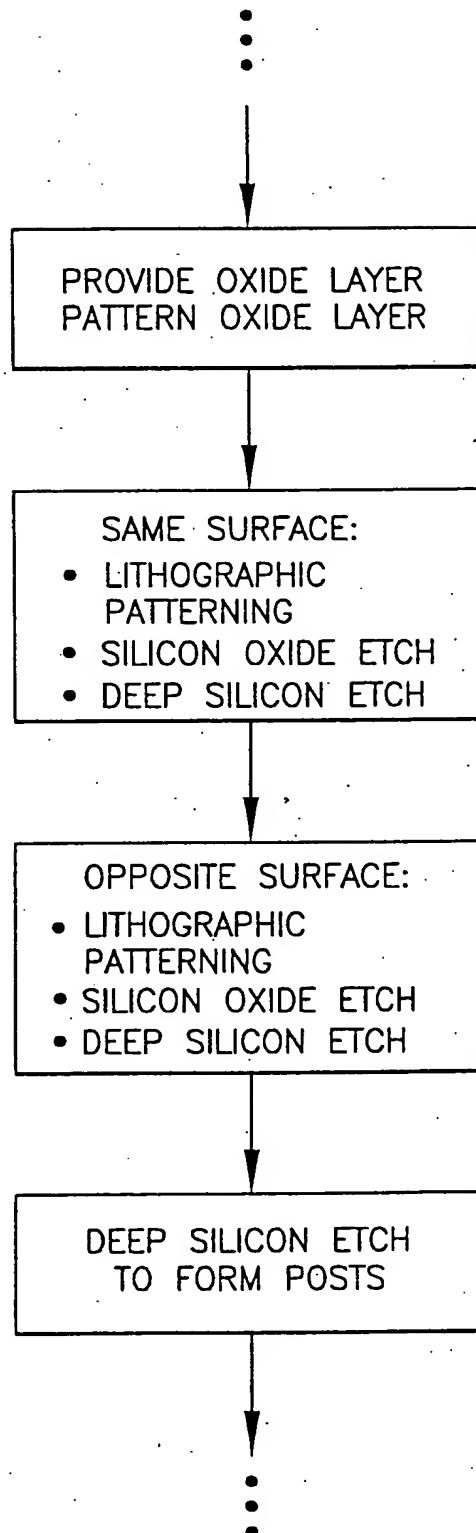 PROVIDE OXIDE LAYER
PATTERN OXIDE LAYER
SAME SURFACE:
• LITHOGRAPHIC
PATTERNING
• SILICON OXIDE ETCH
• DEEP SILICON ETCH
OPPOSITE SURFACE:
• LITHOGRAPHIC
PATTERNING
• SILICON OXIDE ETCH
• DEEP SILICON ETCH
DEEP SILICON ETCH
TO FORM POSTS